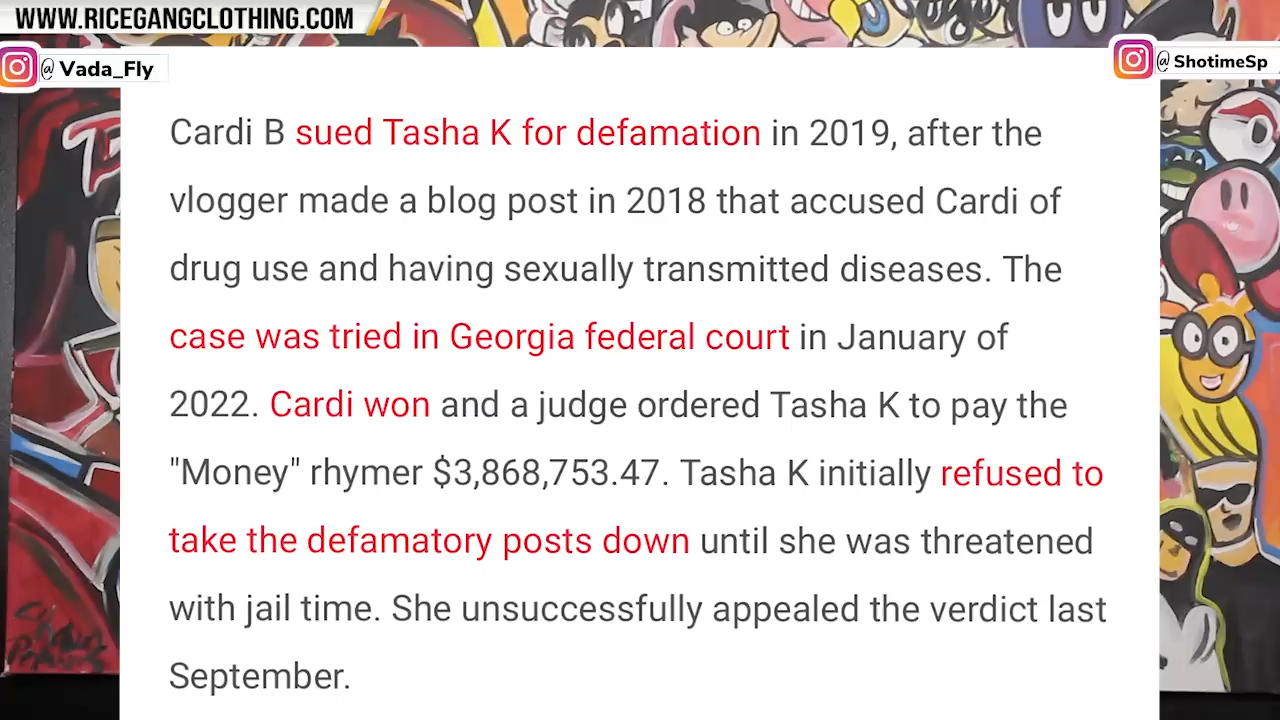 WWW.RICEGANGCLOTHING.COM
@ Vada_Fly
@ ShotimeSp
Cardi B sued Tasha K for defamation in 2019, after the
vlogger made a blog post in 2018 that accused Cardi of
drug use and having sexually transmitted diseases. The
case was tried in Georgia federal court in January of
2022. Cardi won and a judge ordered Tasha K to pay the
"Money" rhymer $3,868,753.47. Tasha K initially refused to
take the defamatory posts down until she was threatened
with jail time. She unsuccessfully appealed the verdict last
September.